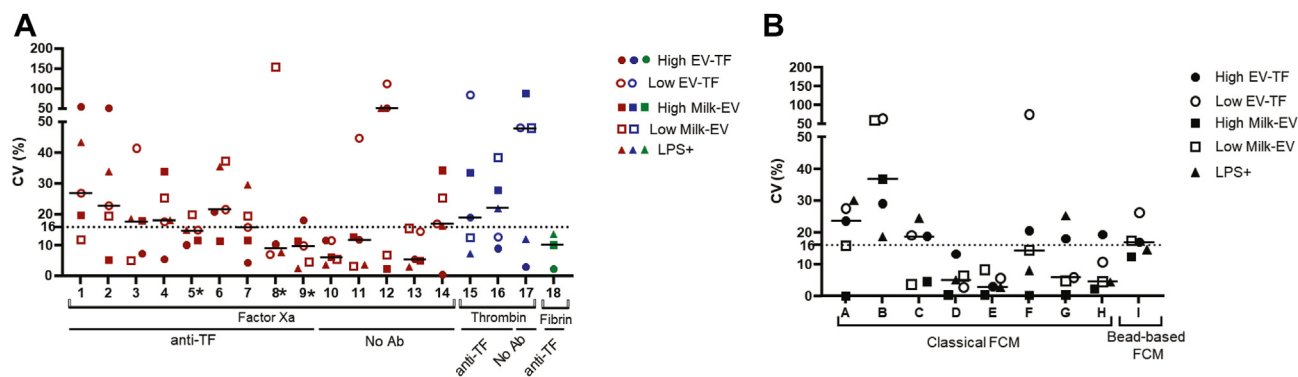 A
CV (%)
200
150
100
50
50
40
30
20
16
10
0
1 2 3 4 5* 6 7 8* 9* 10 11 12 13 14 15 16 17 18
Factor Xa Thrombin Fibrin
anti-TF No Ab anti-TF No Ab anti-TF
High EV-TF
Low EV-TF
High Milk-EV
Low Milk-EV
LPS+
B
CV (%)
200
150
100
50
50
40
30
20
16
10
0
A B C D E F G H I
Classical FCM Bead-based
FCM
High EV-TF
Low EV-TF
High Milk-EV
Low Milk-EV
LPS+